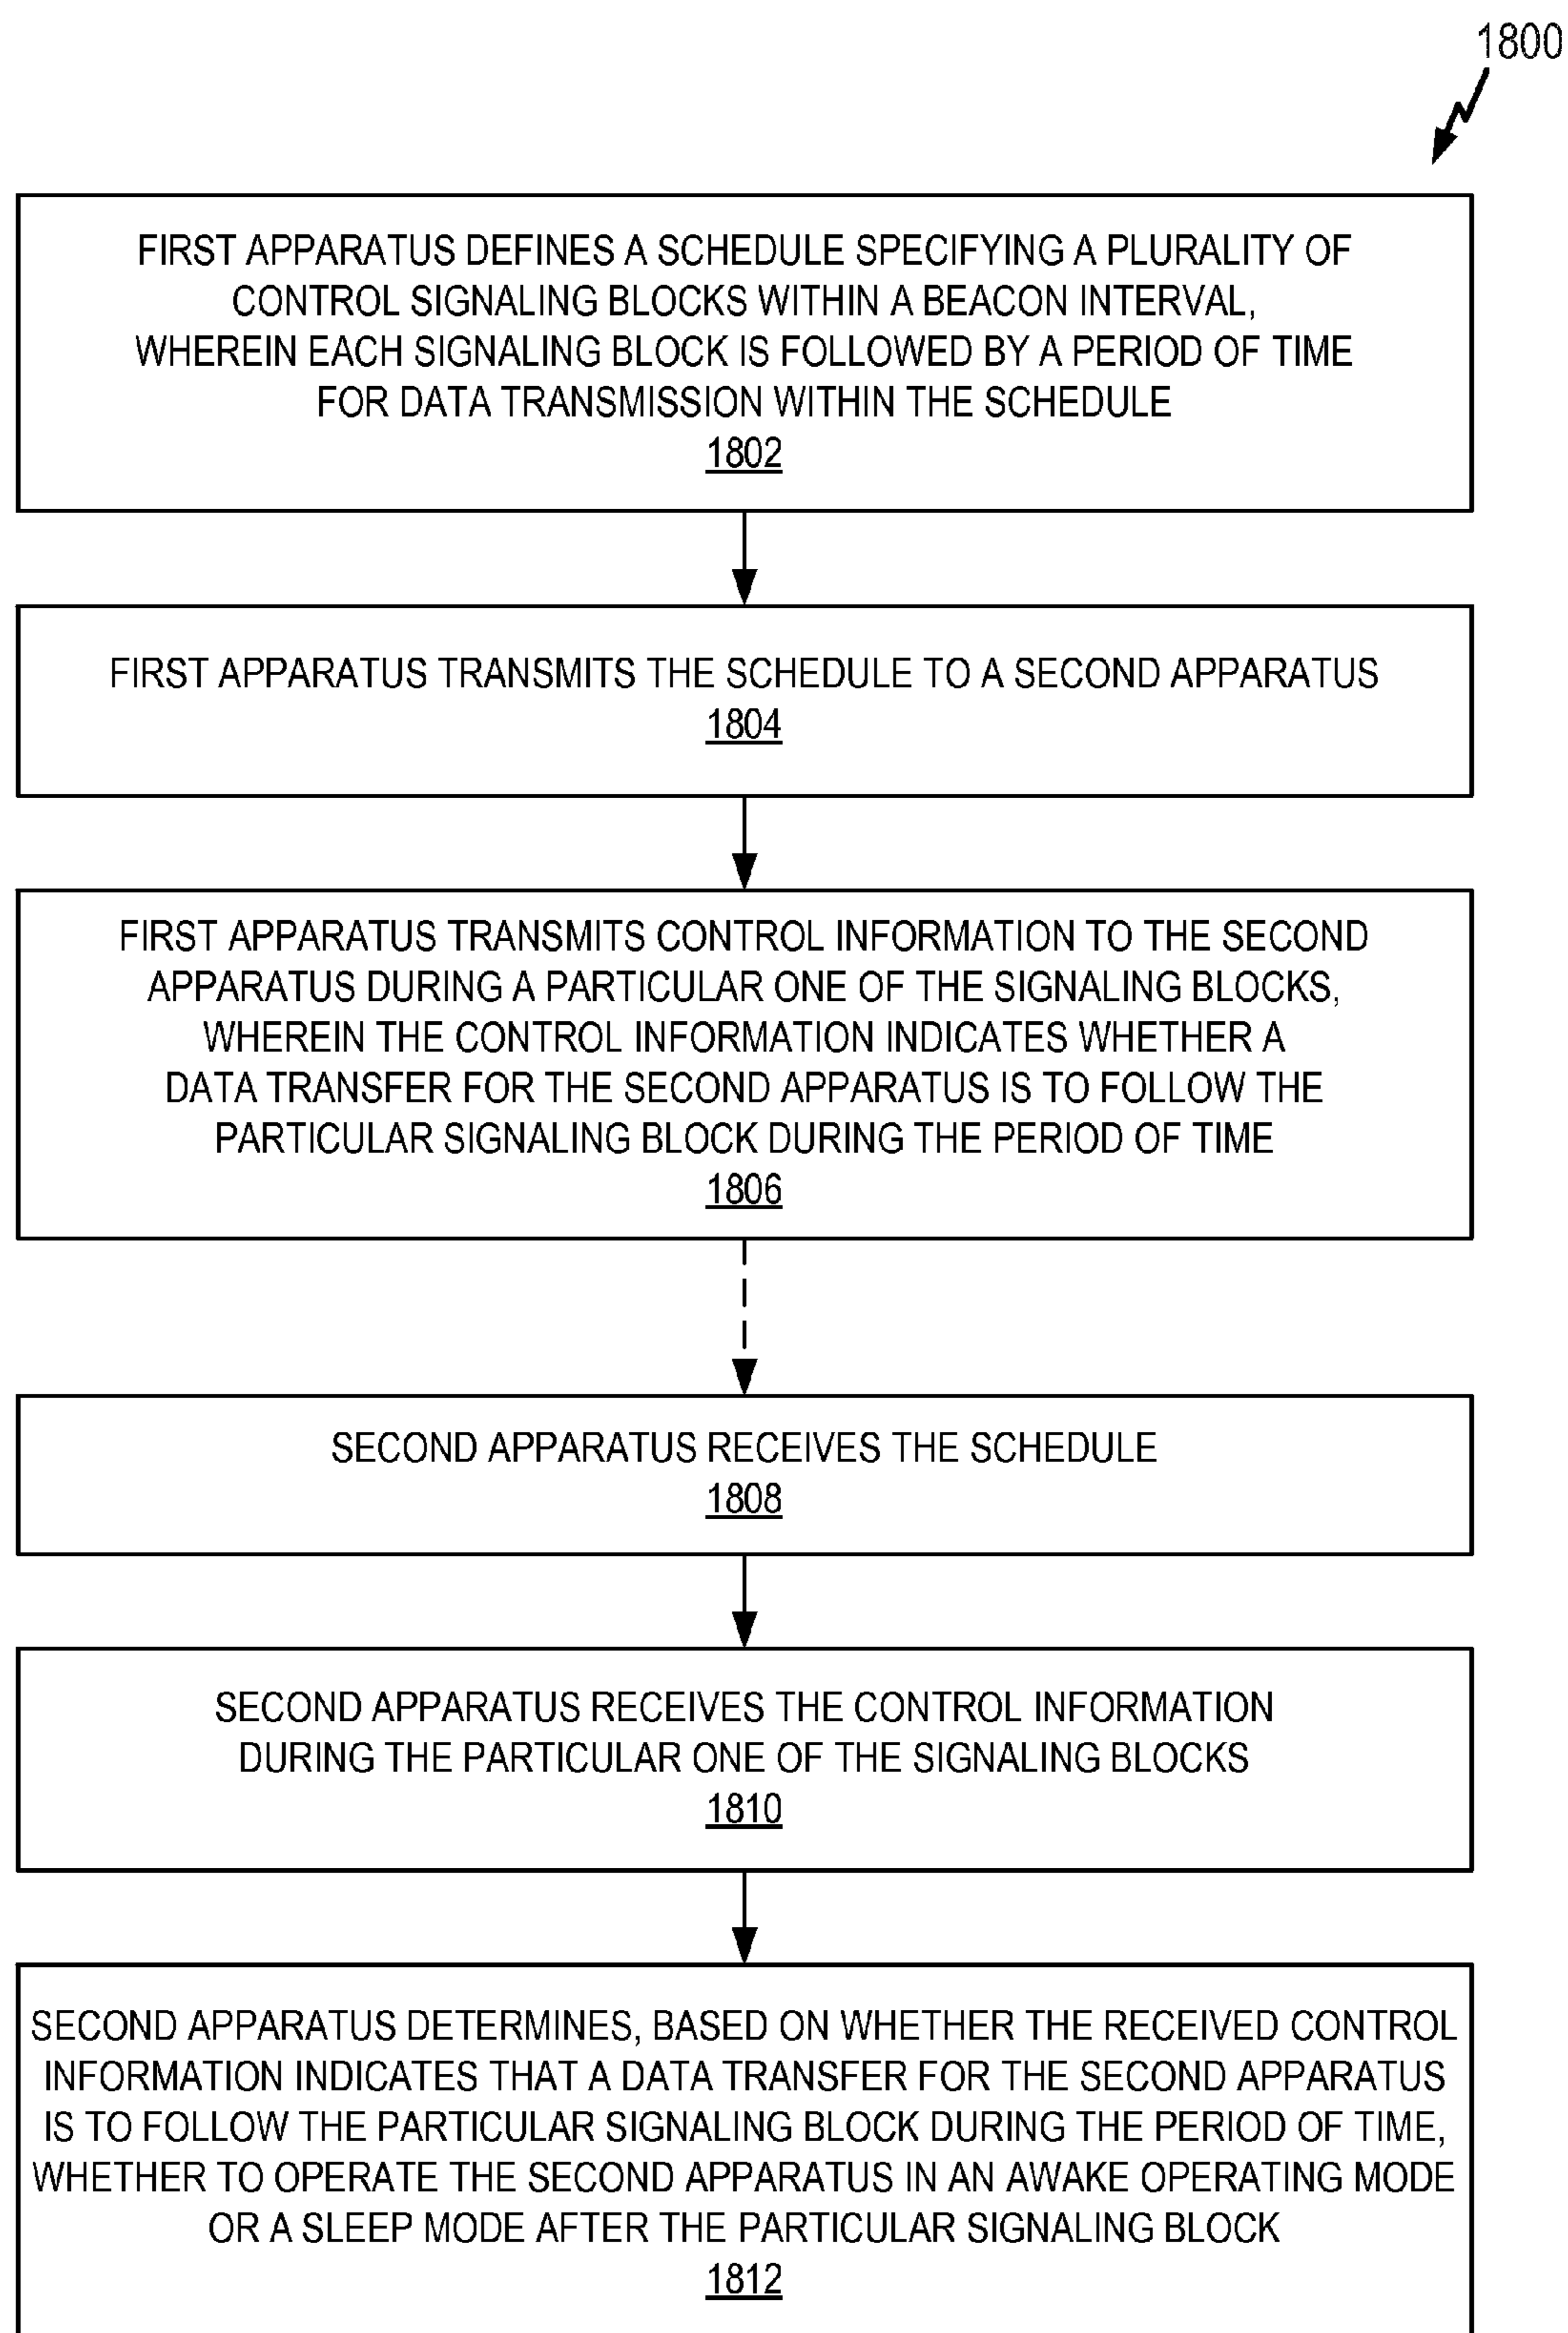 1800
FIRST APPARATUS DEFINES A SCHEDULE SPECIFYING A PLURALITY OF
CONTROL SIGNALING BLOCKS WITHIN A BEACON INTERVAL,
WHEREIN EACH SIGNALING BLOCK IS FOLLOWED BY A PERIOD OF TIME
FOR DATA TRANSMISSION WITHIN THE SCHEDULE
1802
FIRST APPARATUS TRANSMITS THE SCHEDULE TO A SECOND APPARATUS
1804
FIRST APPARATUS TRANSMITS CONTROL INFORMATION TO THE SECOND
APPARATUS DURING A PARTICULAR ONE OF THE SIGNALING BLOCKS,
WHEREIN THE CONTROL INFORMATION INDICATES WHETHER A
DATA TRANSFER FOR THE SECOND APPARATUS IS TO FOLLOW THE
PARTICULAR SIGNALING BLOCK DURING THE PERIOD OF TIME
1806
SECOND APPARATUS RECEIVES THE SCHEDULE
1808
SECOND APPARATUS RECEIVES THE CONTROL INFORMATION
DURING THE PARTICULAR ONE OF THE SIGNALING BLOCKS
1810
SECOND APPARATUS DETERMINES, BASED ON WHETHER THE RECEIVED CONTROL
INFORMATION INDICATES THAT A DATA TRANSFER FOR THE SECOND APPARATUS
IS TO FOLLOW THE PARTICULAR SIGNALING BLOCK DURING THE PERIOD OF TIME,
WHETHER TO OPERATE THE SECOND APPARATUS IN AN AWAKE OPERATING MODE
OR A SLEEP MODE AFTER THE PARTICULAR SIGNALING BLOCK
1812